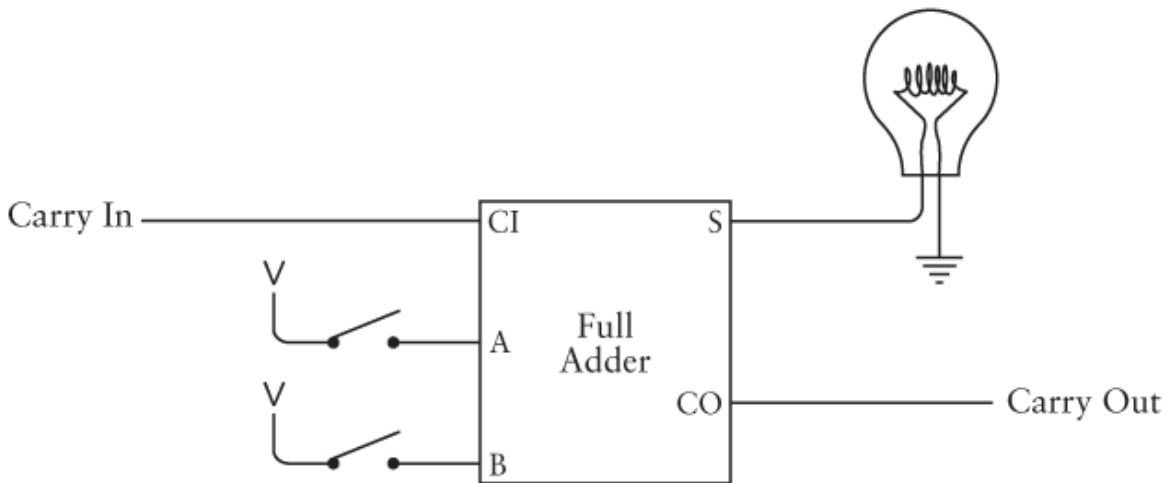 Carry In
CI
S
V
A
Full
Adder
V
CO
Carry Out
B